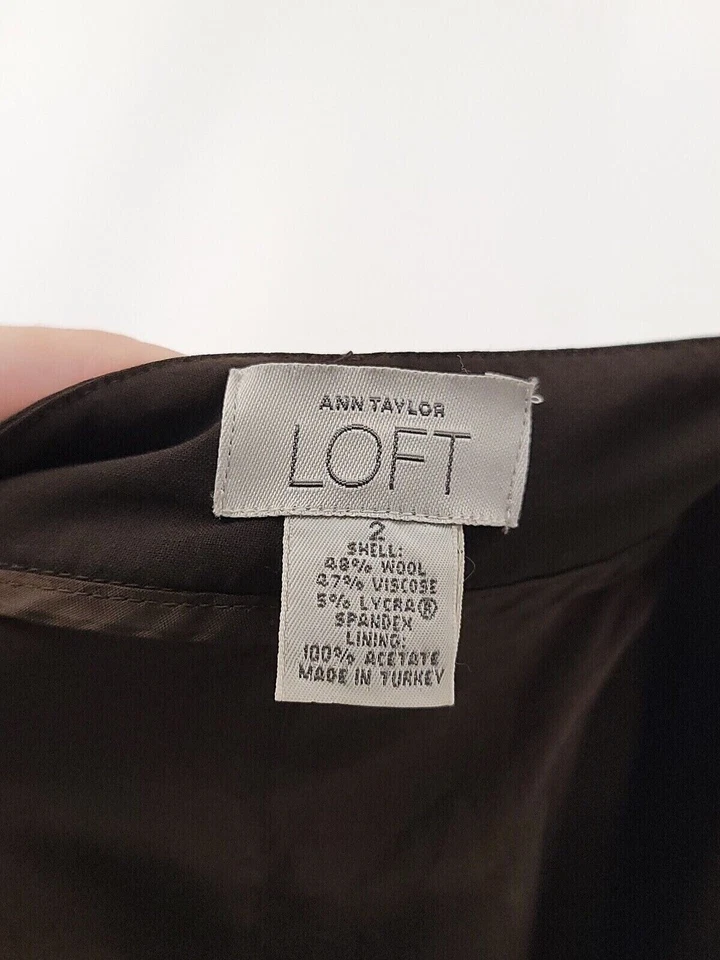 ANN TAYLOR
LOFT
2
SHELL:
48% WOOL
47% VISCOSE
5% LYCRA®
SPANDEX
LINING:
100% ACETATE
MADE IN TURKEY